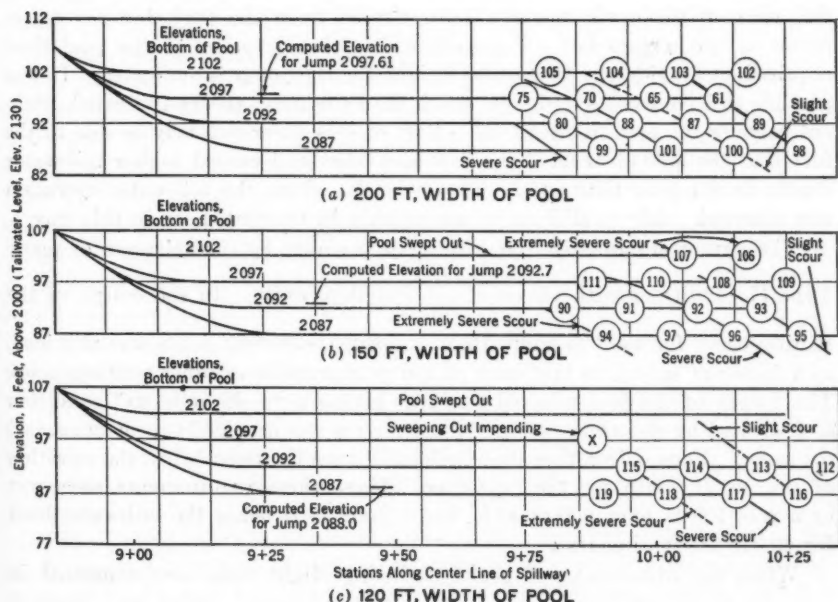 112
102
92
82
Elevations,
Bottom of Pool
2102
2097
2092
2087
Computed Elevation
for Jump 2097.61
105 104 103 102
75 70 65 61
80 88 87 89
99 101 100 98
Slight
Scour
Severe Scour
(a) 200 FT, WIDTH OF POOL
Elevation, in Feet, Above 2000 (Tailwater Level, Elev. 2130)
107
96
87
Elevations,
Bottom of Pool
2102
2097
2092
2087
Pool Swept Out
Extremely Severe Scour
Slight
Scour
107 106
Computed Elevation for Jump 2092.7
111 110 108 109
90 91 92 93
Extremely Severe Scour
94 97 96 95
Severe Scour
(b) 150 FT, WIDTH OF POOL
107
97
87
77
Elevations,
Bottom of Pool
2102
2097
2092
2087
Pool Swept Out
Sweeping Out Impending
X
Slight Scour
115 114 113 112
119 118 117 116
Computed Elevation
for Jump 2088.0
Extremely Severe Scour
Severe Scour
9+00 9+25 9+50 9+75 10+00 10+25
Stations Along Center Line of Spillway
(c) 120 FT, WIDTH OF POOL